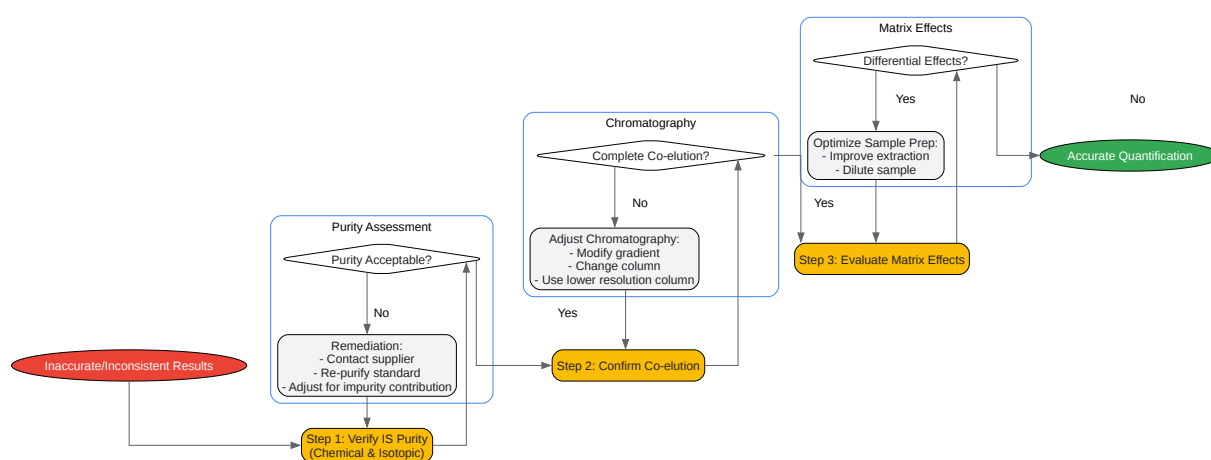 Matrix Effects
Differential Effects?
Yes
No
Optimize Sample Prep:
- Improve extraction
- Dilute sample
Accurate Quantification
Chromatography
Complete Co-elution?
No
Yes
Adjust Chromatography:
- Modify gradient
- Change column
- Use lower resolution column
Step 3: Evaluate Matrix Effects
Purity Assessment
Purity Acceptable?
No
Yes
Remediation:
- Contact supplier
- Re-purify standard
- Adjust for impurity contribution
Inaccurate/Inconsistent Results
Step 2: Confirm Co-elution
Step 1: Verify IS Purity
(Chemical & Isotopic)